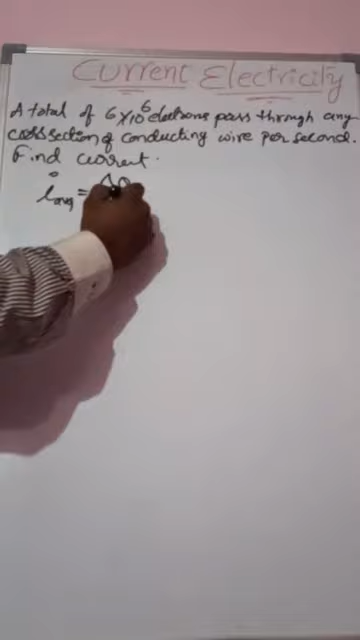 Current Electricity
A total of 6×10⁶ electrons pass through any
cross section of conducting wire per second.
Find current.
i avg = ΔQ